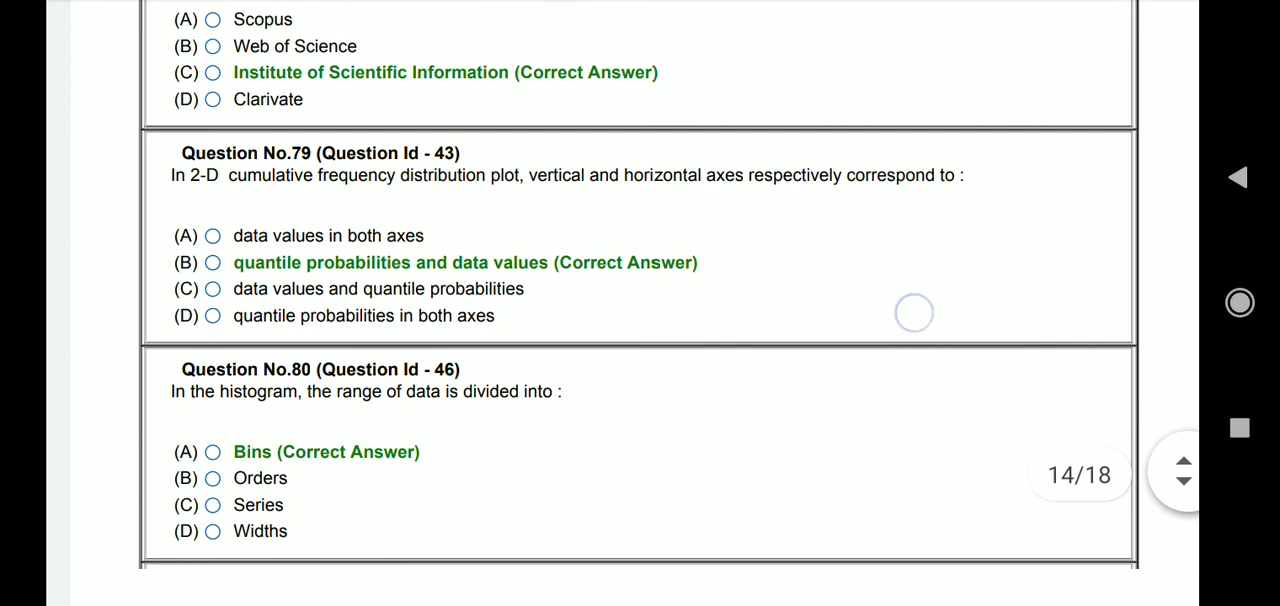 (A) Scopus
(B) Web of Science
(C) Institute of Scientific Information (Correct Answer)
(D) Clarivate
Question No.79 (Question Id - 43)
In 2-D cumulative frequency distribution plot, vertical and horizontal axes respectively correspond to :
(A) data values in both axes
(B) quantile probabilities and data values (Correct Answer)
(C) data values and quantile probabilities
(D) quantile probabilities in both axes
Question No.80 (Question Id - 46)
In the histogram, the range of data is divided into :
(A) Bins (Correct Answer)
(B) Orders
(C) Series
(D) Widths
14/18